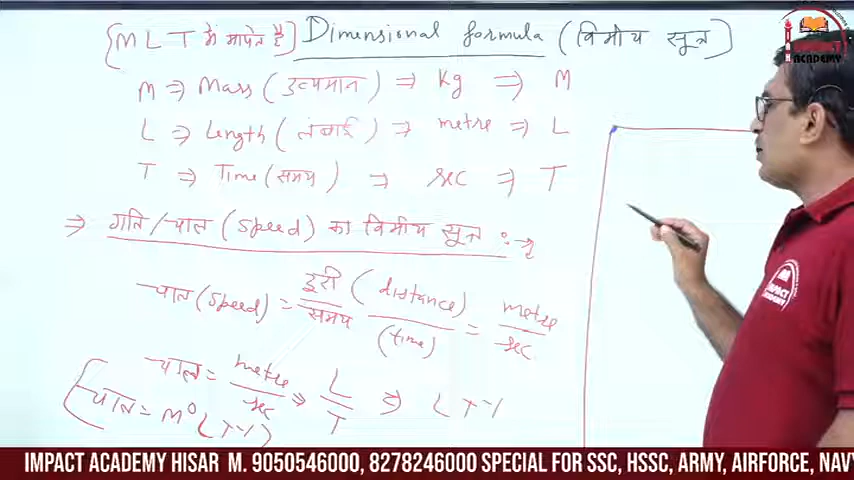 [M L T में मापते है] Dimensional formula (विमीय सूत्र)
M ⇒ Mass (द्रव्यमान) ⇒ Kg ⇒ M
L ⇒ Length (लंबाई) ⇒ metre ⇒ L
T ⇒ Time (समय) ⇒ sec ⇒ T
⇒ गति/चाल (Speed) का विमीय सूत्र :→
चाल (Speed) = दूरी (distance) / समय (time) = metre / sec
चाल = metre / sec ⇒ L / T ⇒ LT-1
[चाल = M⁰ LT-1]
IMPACT ACADEMY
IMPACT ACADEMY
IMPACT ACADEMY HISAR M. 9050546000, 8278246000 SPECIAL FOR SSC, HSSC, ARMY, AIRFORCE, NAV